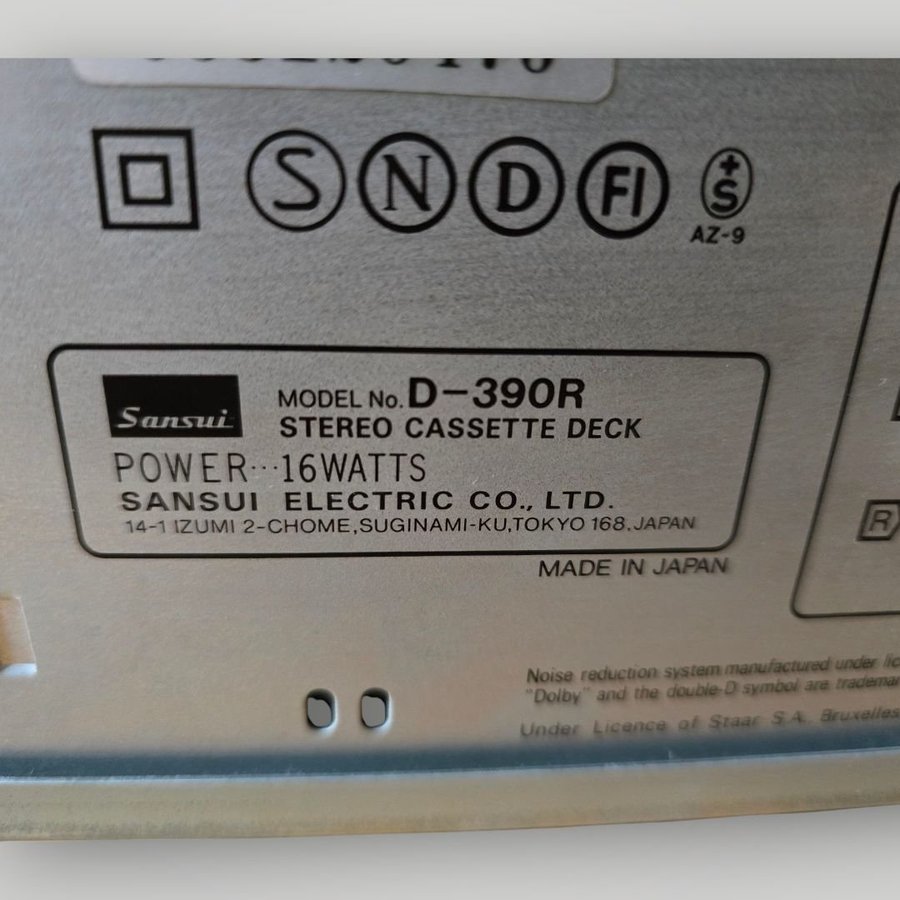 S N D FI +S
AZ-9
Sansui
MODEL No. D-390R
STEREO CASSETTE DECK
POWER···16WATTS
SANSUI ELECTRIC CO., LTD.
14-1 IZUMI 2-CHOME,SUGINAMI-KU,TOKYO 168.JAPAN
MADE IN JAPAN
R
Noise reduction system manufactured under
"Dolby" and the double-D symbol are
Under Licence of Staar S.A. Bruxelles